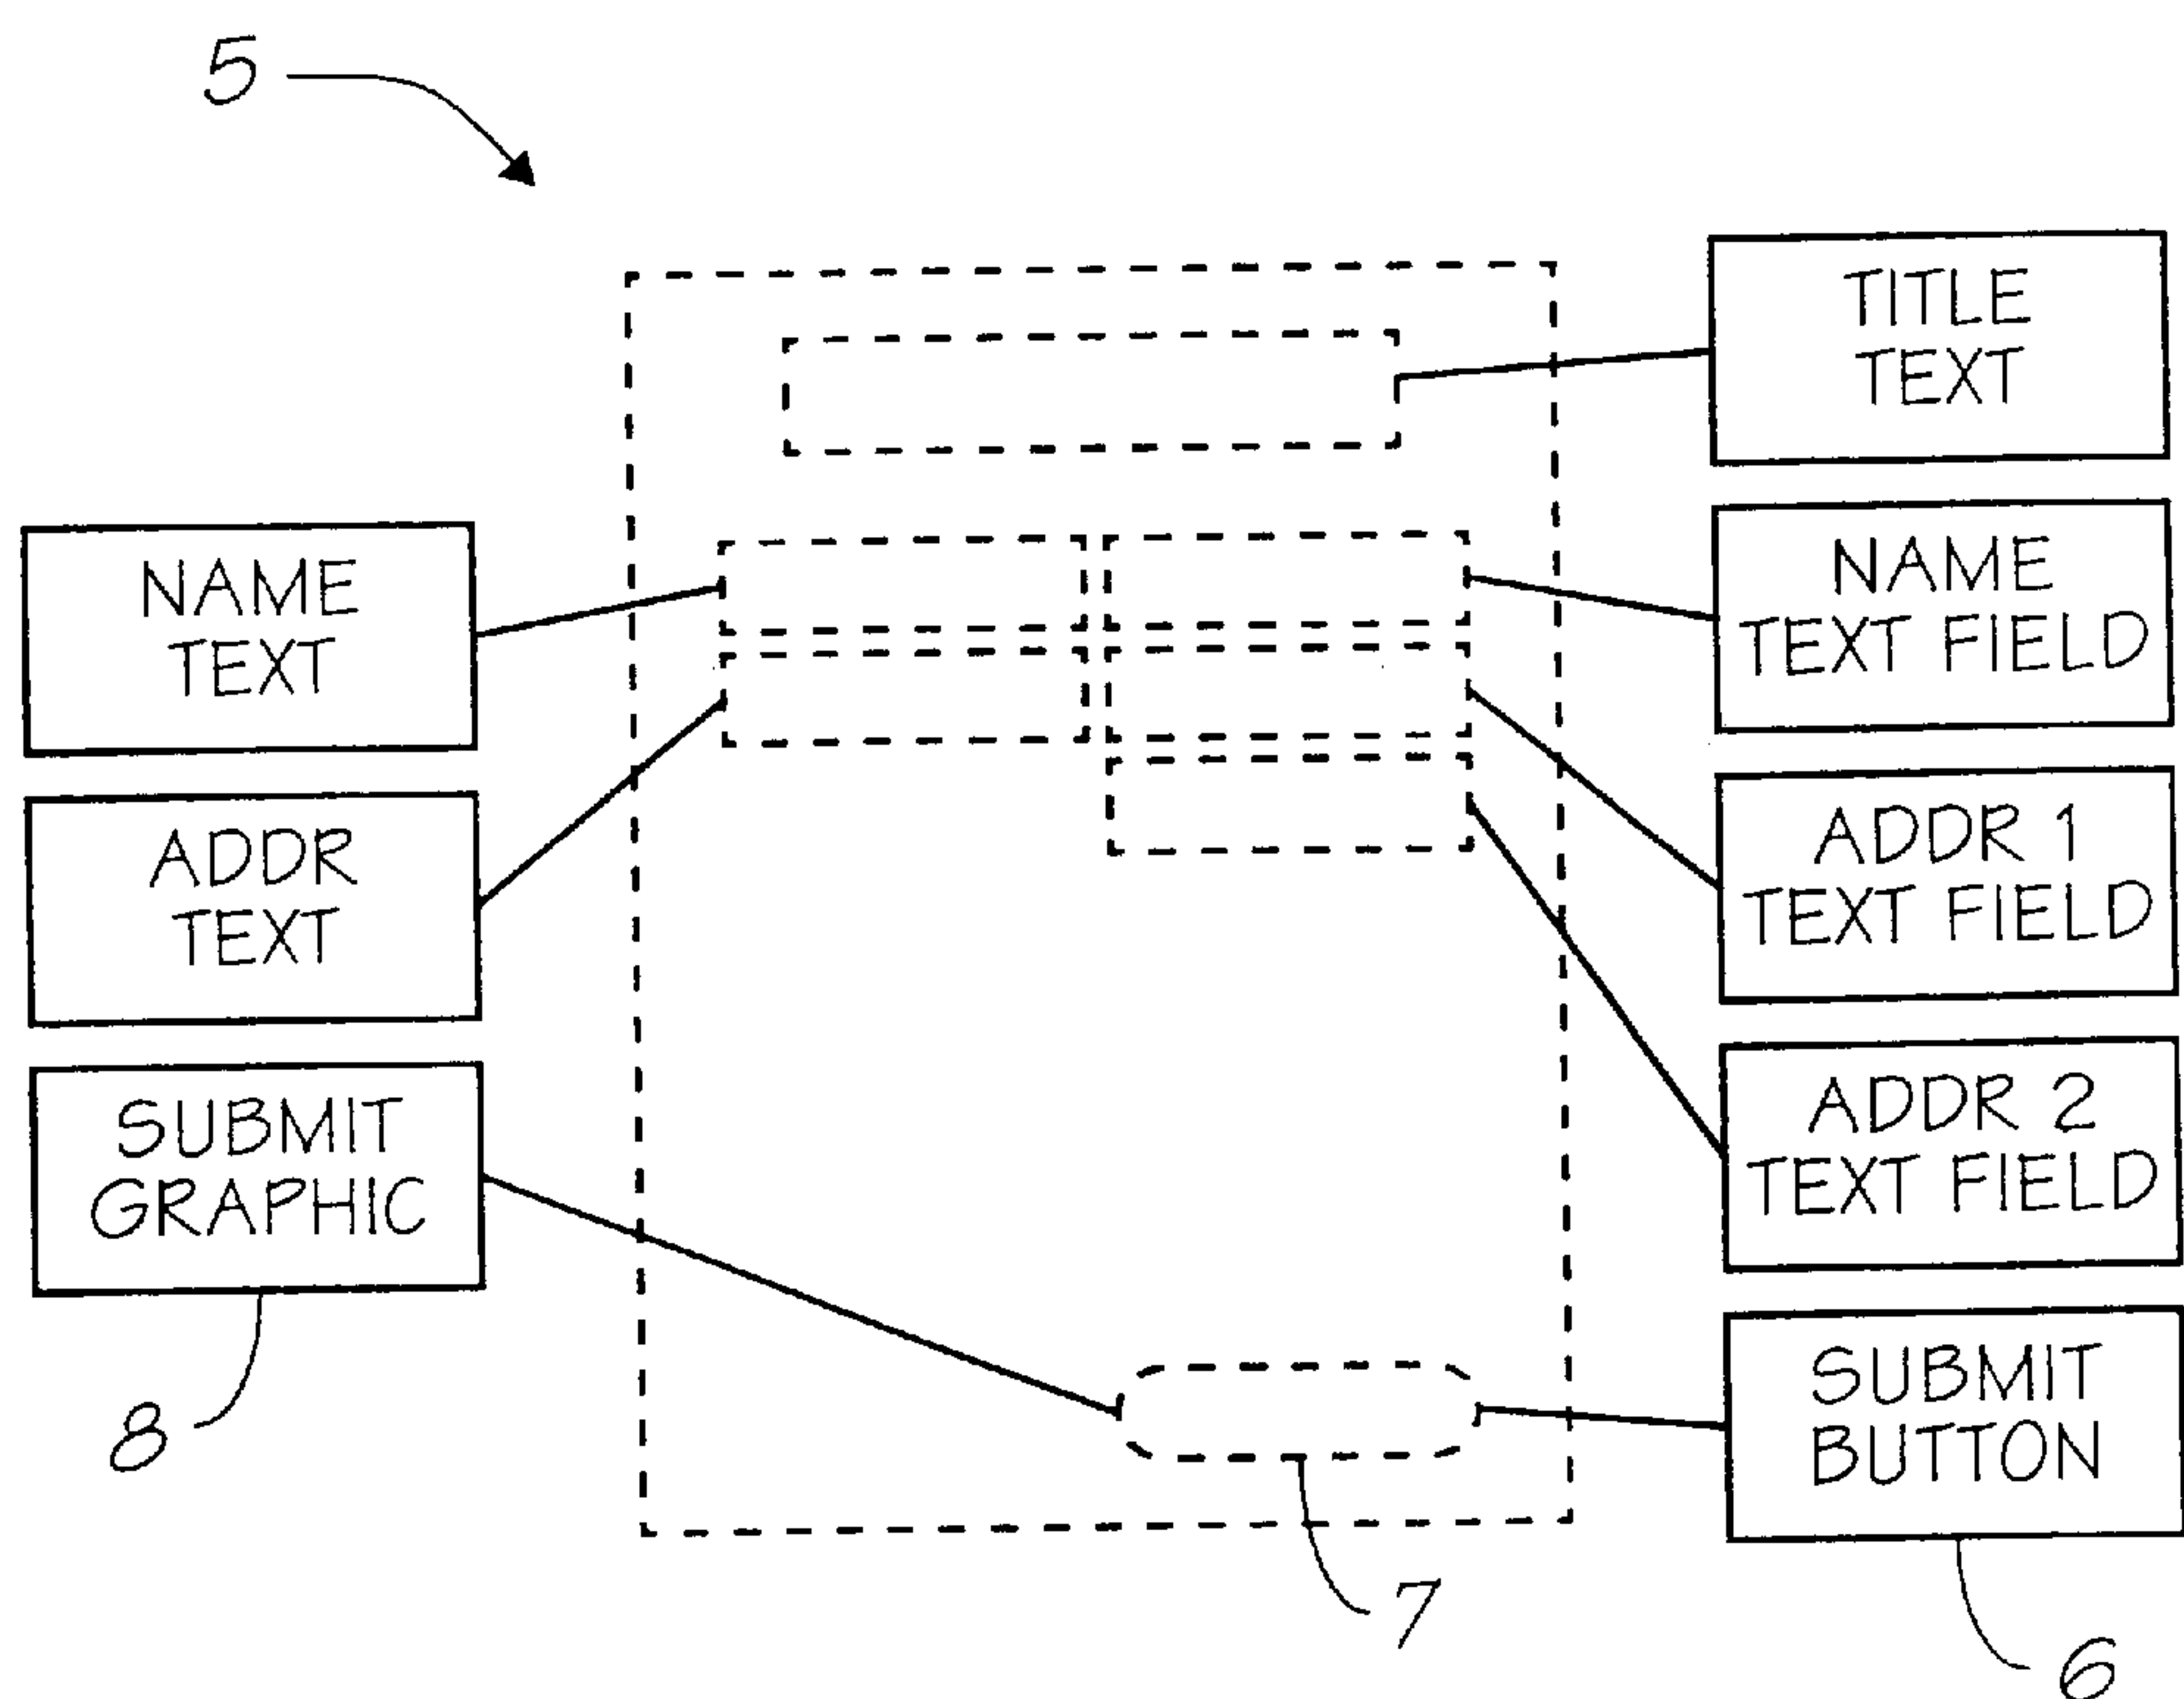 5
TITLE
TEXT
NAME
TEXT
NAME
TEXT FIELD
ADDR
TEXT
ADDR 1
TEXT FIELD
SUBMIT
GRAPHIC
ADDR 2
TEXT FIELD
SUBMIT
BUTTON
8
7
6